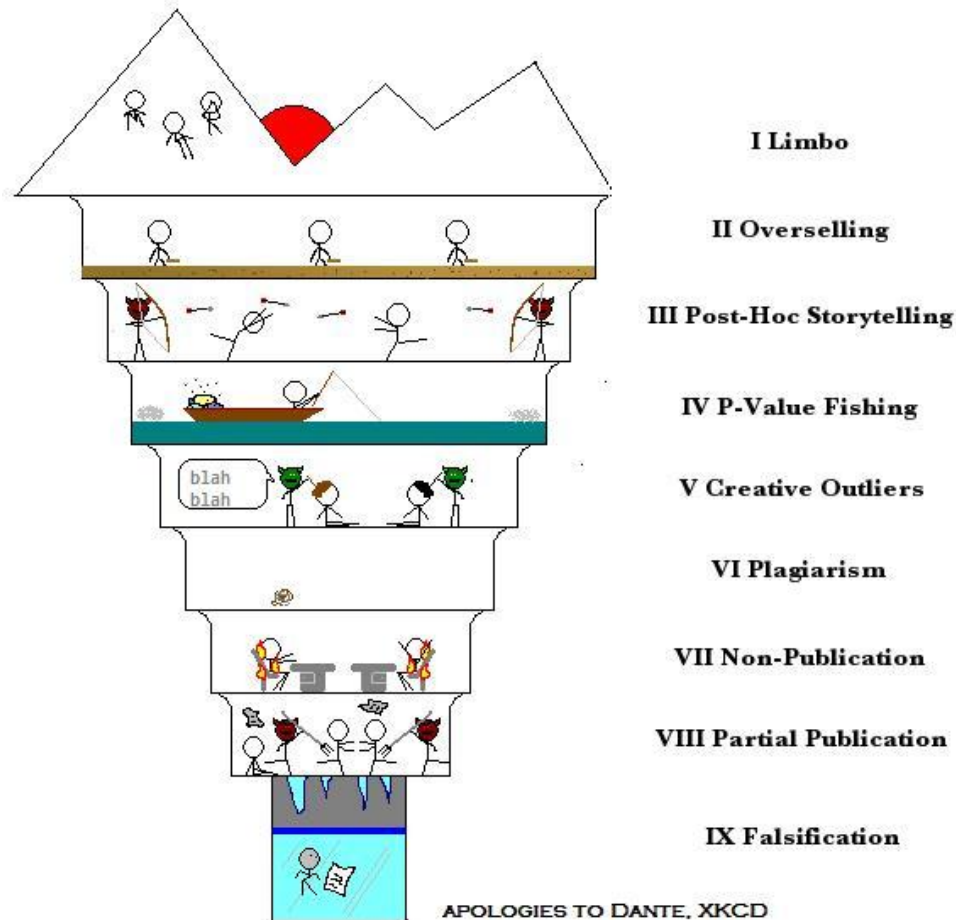 I Limbo
II Overselling
III Post-Hoc Storytelling
IV P-Value Fishing
blah
blah
V Creative Outliers
VI Plagiarism
VII Non-Publication
VIII Partial Publication
IX Falsification
APOLOGIES TO DANTE, XKCD